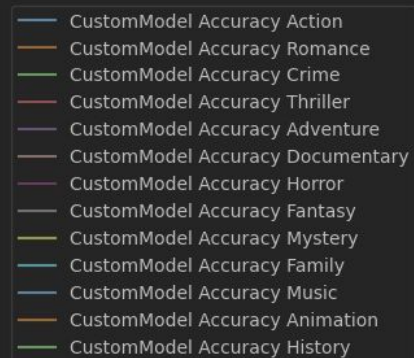 CustomModel Accuracy Action
CustomModel Accuracy Romance
CustomModel Accuracy Crime
CustomModel Accuracy Thriller
CustomModel Accuracy Adventure
CustomModel Accuracy Documentary
CustomModel Accuracy Horror
CustomModel Accuracy Fantasy
CustomModel Accuracy Mystery
CustomModel Accuracy Family
CustomModel Accuracy Music
CustomModel Accuracy Animation
CustomModel Accuracy History